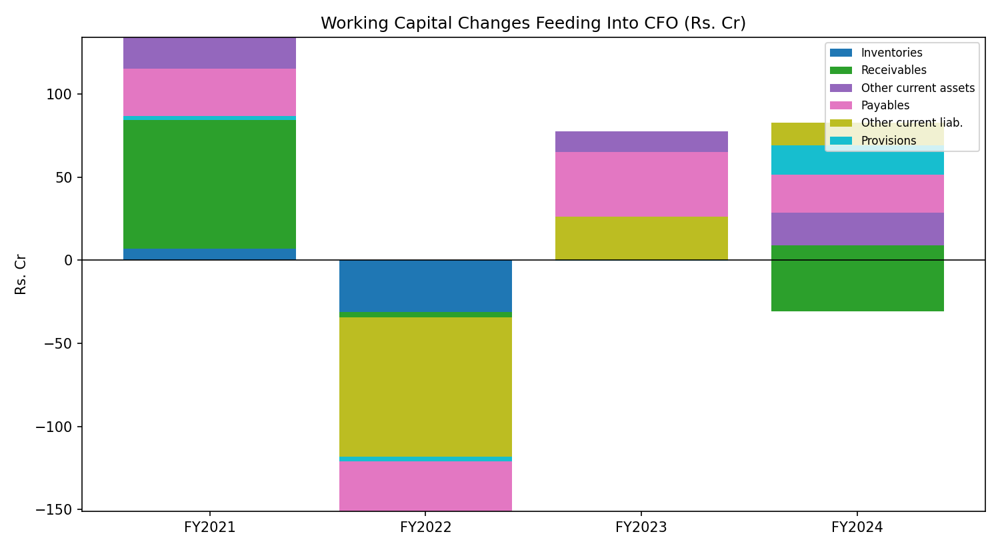 Working Capital Changes Feeding Into CFO (Rs. Cr)
Inventories
Receivables
Other current assets
Payables
Other current liab.
Provisions
Rs. Cr
100
50
0
−50
−100
−150
FY2021
FY2022
FY2023
FY2024